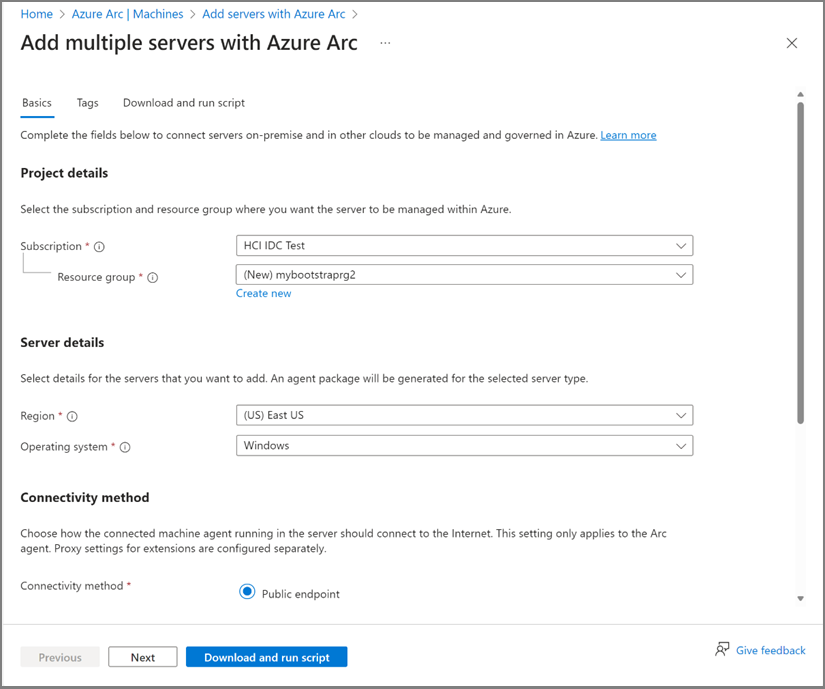 Home > Azure Arc | Machines > Add servers with Azure Arc >
Add multiple servers with Azure Arc ...
Basics Tags Download and run script
Complete the fields below to connect servers on-premise and in other clouds to be managed and governed in Azure. Learn more
Project details
Select the subscription and resource group where you want the server to be managed within Azure.
Subscription * HCI IDC Test
Resource group * (New) mybootstraprg2
Create new
Server details
Select details for the servers that you want to add. An agent package will be generated for the selected server type.
Region * (US) East US
Operating system * Windows
Connectivity method
Choose how the connected machine agent running in the server should connect to the Internet. This setting only applies to the Arc
agent. Proxy settings for extensions are configured separately.
Connectivity method * Public endpoint
Previous Next Download and run script Give feedback